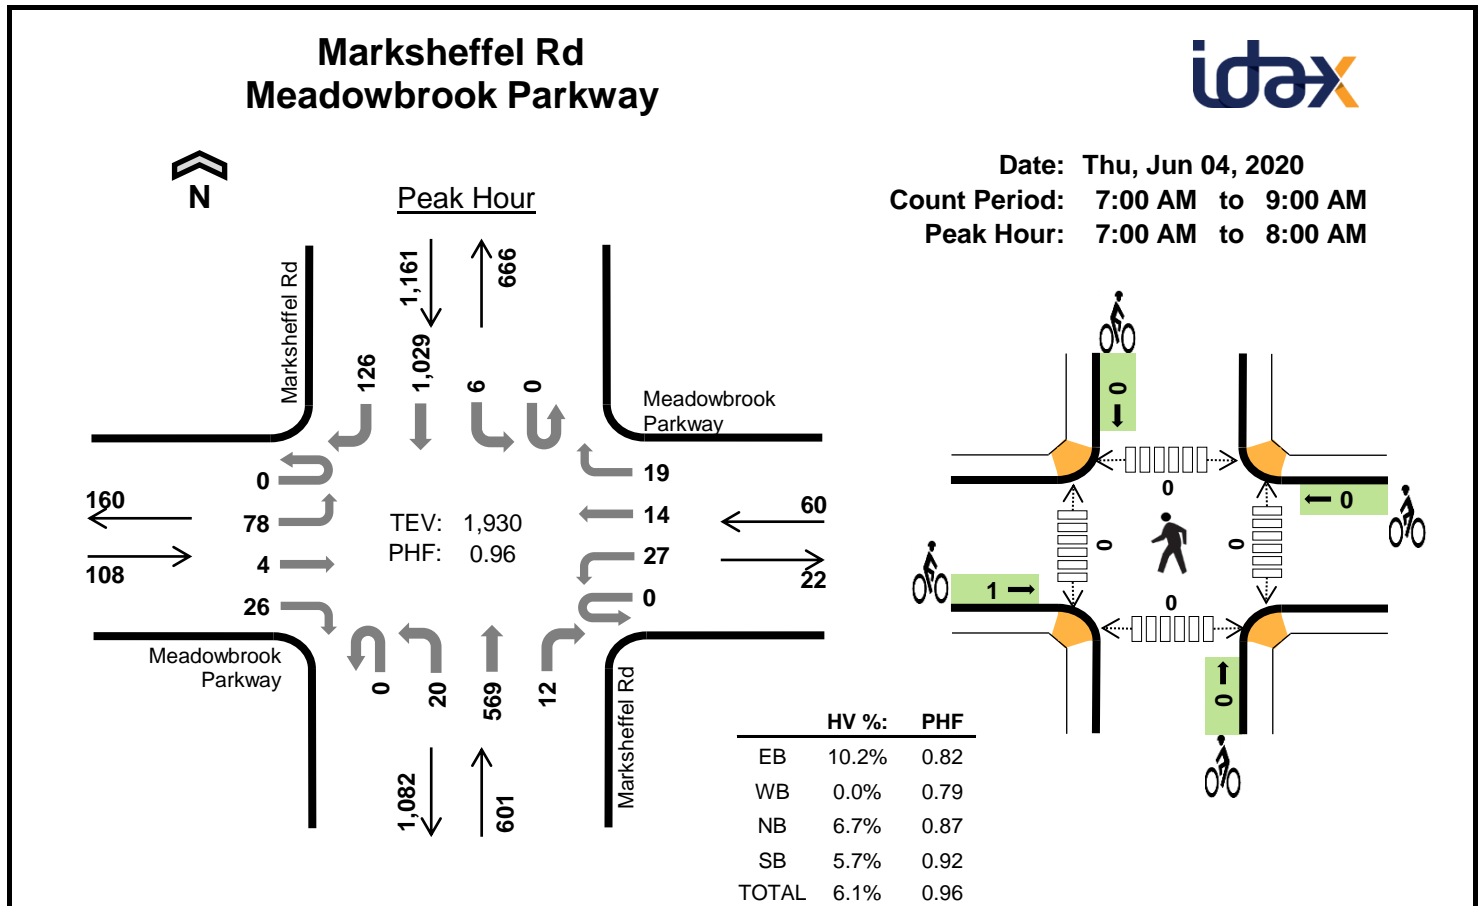 Marksheffel Rd
Meadowbrook Parkway
idax
Date: Thu, Jun 04, 2020
Count Period: 7:00 AM to 9:00 AM
Peak Hour: 7:00 AM to 8:00 AM
N
Peak Hour
1,161
666
Marksheffel Rd
126
1,029
6
0
Meadowbrook
Parkway
0
78
4
26
160
108
TEV: 1,930
PHF: 0.96
19
14
27
0
60
22
Meadowbrook
Parkway
0
20
569
12
Marksheffel Rd
1,082
601
0
0
0
0
0
1
0
0
HV %: PHF
EB 10.2% 0.82
WB 0.0% 0.79
NB 6.7% 0.87
SB 5.7% 0.92
TOTAL 6.1% 0.96